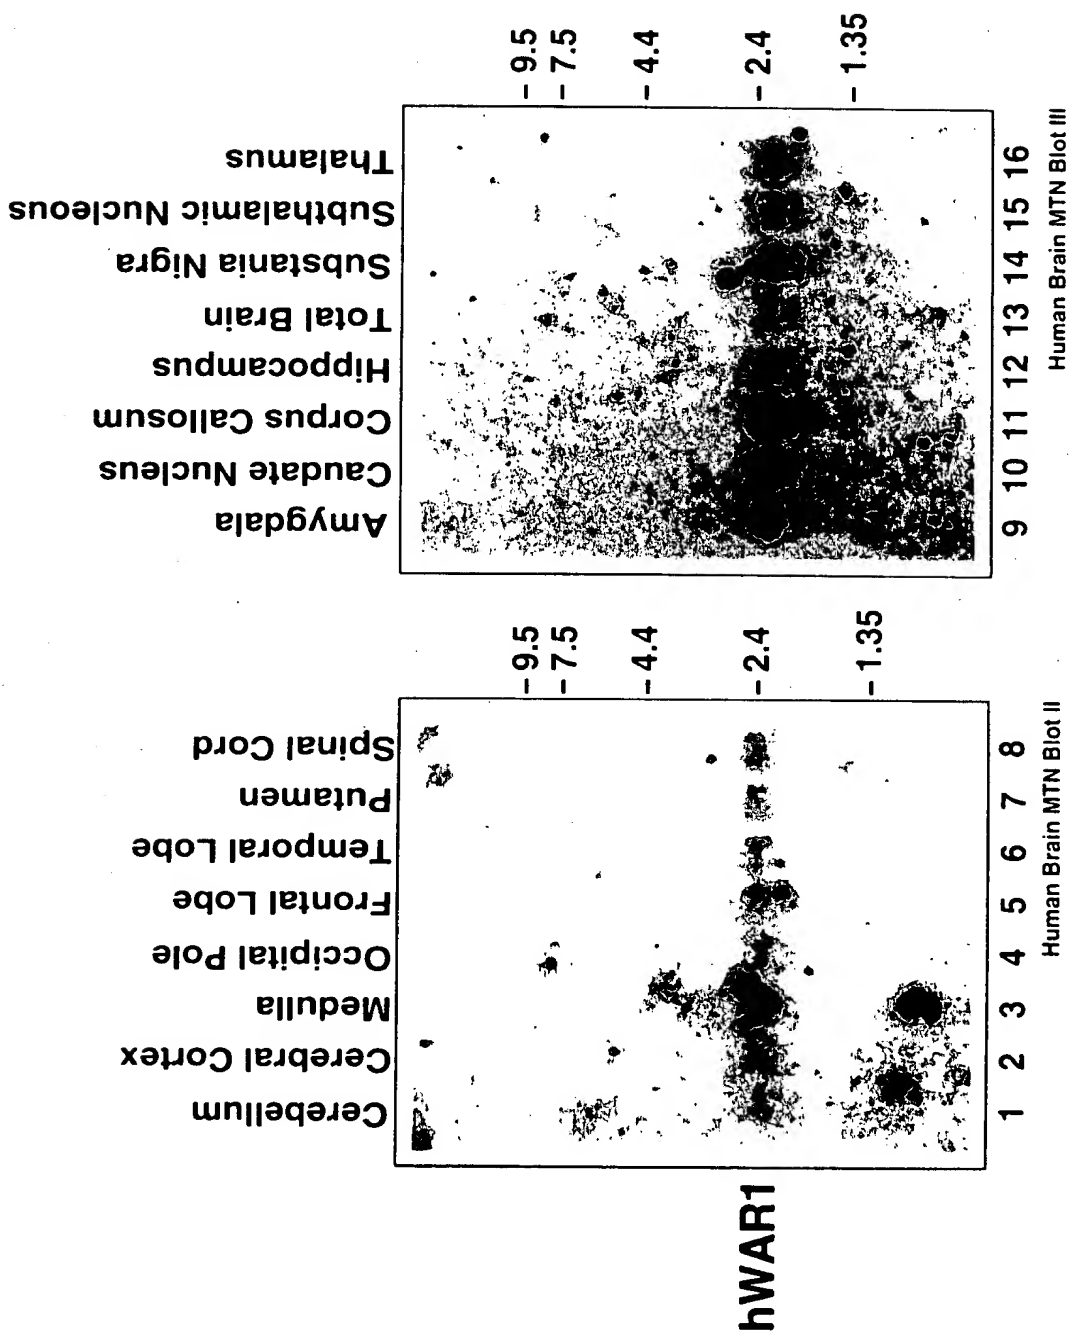 Cerebellum
Cerebral Cortex
Medulla
Occipital Pole
Frontal Lobe
Temporal Lobe
Putamen
Spinal Cord
- 9.5
- 7.5
- 4.4
- 2.4
- 1.35
hWAR1
1 2 3 4 5 6 7 8
Human Brain MTN Blot II
Amygdala
Caudate Nucleus
Corpus Callosum
Hippocampus
Total Brain
Substania Nigra
Subthalamic Nucleous
Thalamus
- 9.5
- 7.5
- 4.4
- 2.4
- 1.35
9 10 11 12 13 14 15 16
Human Brain MTN Blot III